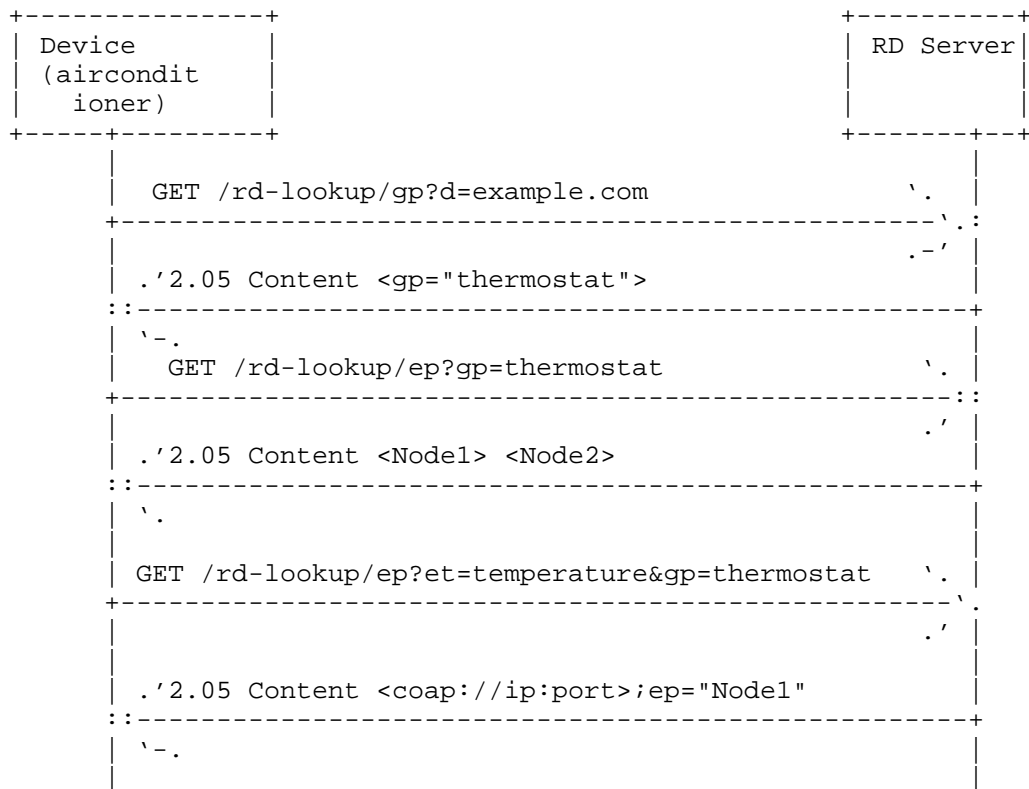 Device RD Server
(aircondit
ioner)
GET /rd-lookup/gp?d=example.com
.'2.05 Content <gp="thermostat">
GET /rd-lookup/ep?gp=thermostat
.'2.05 Content <Node1> <Node2>
GET /rd-lookup/ep?et=temperature&gp=thermostat
.'2.05 Content <coap://ip:port>;ep="Node1"